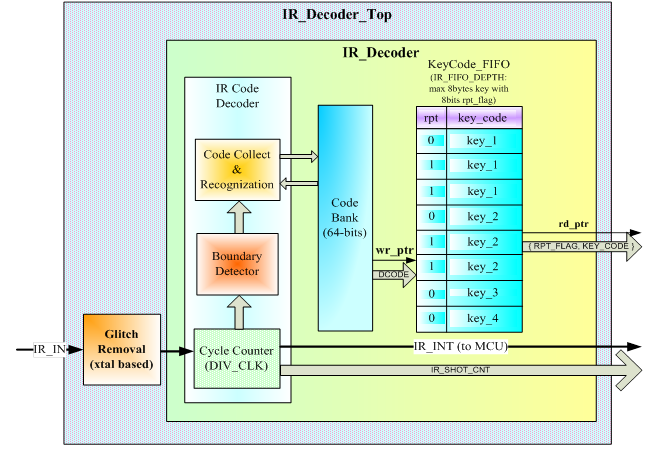 IR_Decoder_Top
IR_Decoder
KeyCode_FIFO
(IR_FIFO_DEPTH:
max 8bytes key with
8bits rpt_flag)
IR Code
Decoder
rpt key_code
0 key_1
1 key_1
1 key_1
0 key_2
1 key_2
1 key_2
0 key_3
0 key_4
Code Collect
&
Recognization
Code
Bank
(64-bits)
rd_ptr
{ RPT_FLAG, KEY_CODE }
wr_ptr
DCODE
Boundary
Detector
Glitch
Removal
(xtal based)
IR_IN
Cycle Counter
(DIV_CLK)
IR_INT (to MCU)
IR_SHOT_CNT